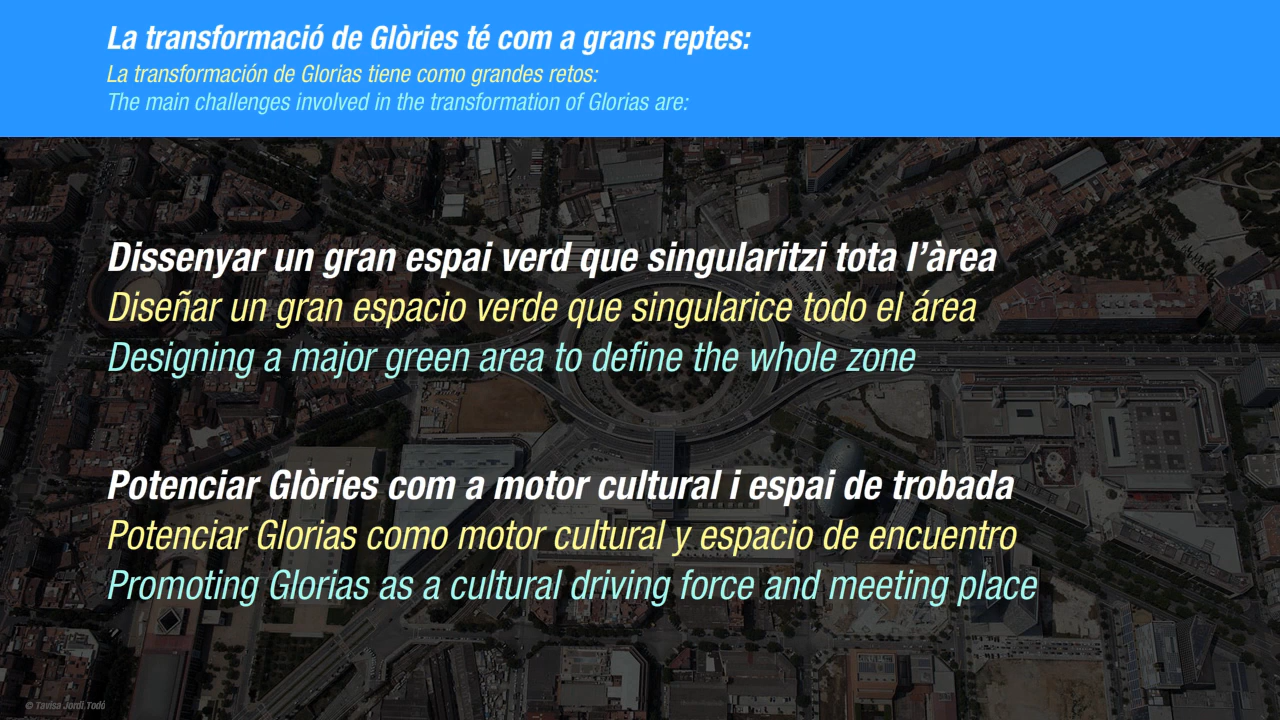 La transformació de Glòries té com a grans reptes:
La transformación de Glorias tiene como grandes retos:
The main challenges involved in the transformation of Glorias are:
Dissenyar un gran espai verd que singularitzi tota l’àrea
Diseñar un gran espacio verde que singularice todo el área
Designing a major green area to define the whole zone
Potenciar Glòries com a motor cultural i espai de trobada
Potenciar Glorias como motor cultural y espacio de encuentro
Promoting Glorias as a cultural driving force and meeting place
© Tavisa Jordi Todó